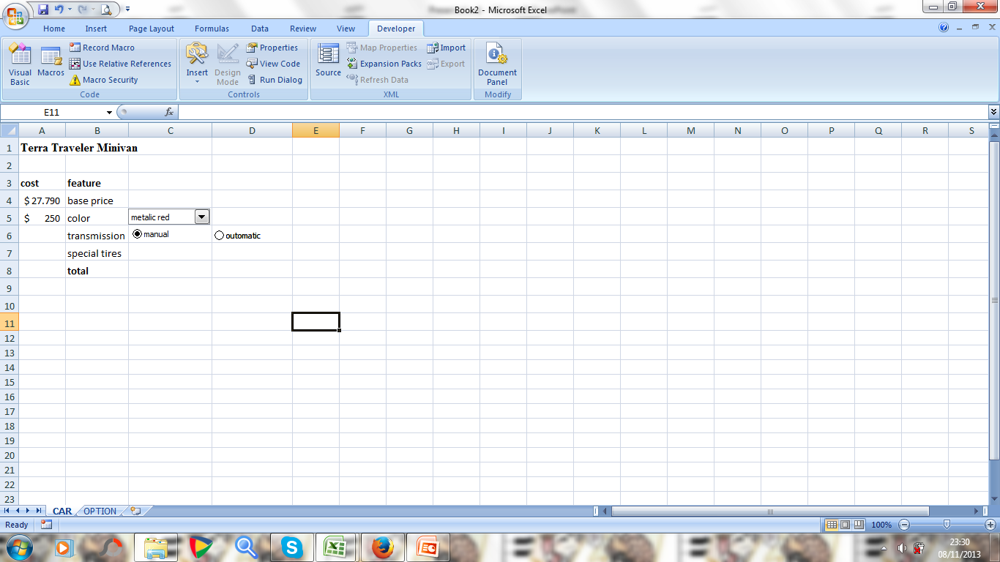 Book2 - Microsoft Excel
Home Insert Page Layout Formulas Data Review View Developer
Visual Basic
Macros
Record Macro
Use Relative References
Macro Security
Code
Insert
Design Mode
Properties
View Code
Run Dialog
Controls
Source
Map Properties
Expansion Packs
Refresh Data
Import
Export
XML
Document Panel
Modify
E11 fx
A B C D E F G H I J K L M N O P Q R S
1 Terra Traveler Minivan
2
3 cost feature
4 $ 27.790 base price
5 $ 250 color metalic red
6 transmission manual outomatic
7 special tires
8 total
9
10
11
12
13
14
15
16
17
18
19
20
21
22
23
CAR OPTION
Ready 100%
23:30
08/11/2013